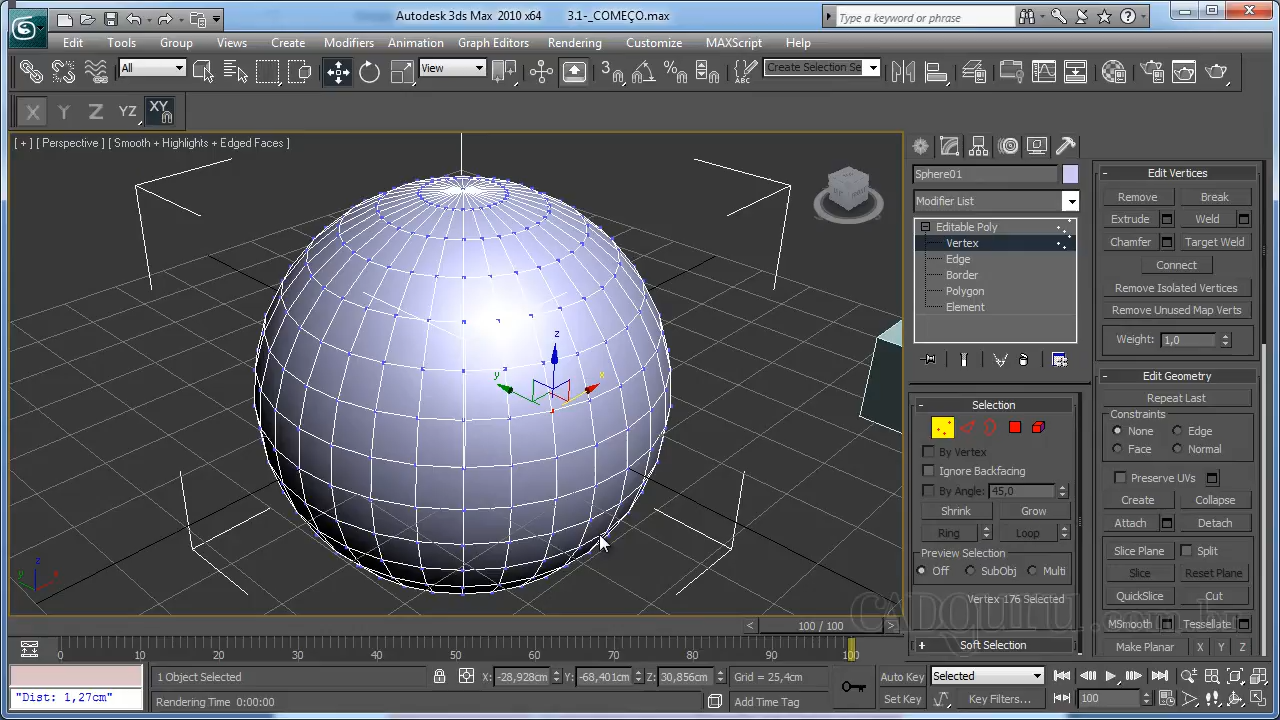 Autodesk 3ds Max 2010 x64    3.1-_COMEÇO.max
Type a keyword or phrase
Edit Tools Group Views Create Modifiers Animation Graph Editors Rendering Customize MAXScript Help
All
View
Create Selection Se
X Y Z YZ XY
[ + ] [ Perspective ] [ Smooth + Highlights + Edged Faces ]
z
y
x
z
x
Sphere01
Modifier List
Editable Poly
Vertex
Edge
Border
Polygon
Element
Selection
By Vertex
Ignore Backfacing
By Angle: 45,0
Shrink Grow
Ring Loop
Preview Selection
Off SubObj Multi
Vertex 176 Selected
Soft Selection
Edit Vertices
Remove Break
Extrude Weld
Chamfer Target Weld
Connect
Remove Isolated Vertices
Remove Unused Map Verts
Weight: 1,0
Edit Geometry
Repeat Last
Constraints
None Edge
Face Normal
Preserve UVs
Create Collapse
Attach Detach
Slice Plane Split
Slice Reset Plane
QuickSlice Cut
MSmooth Tessellate
Make Planar X Y Z
CADGuru.com.br
< 100 / 100 >
0 10 20 30 40 50 60 70 80 90 100
1 Object Selected X: -28,928cm Y: -68,401cm Z: 30,856cm Grid = 25,4cm Auto Key Selected
"Dist: 1,27cm" Rendering Time 0:00:00 Add Time Tag Set Key Key Filters... 100